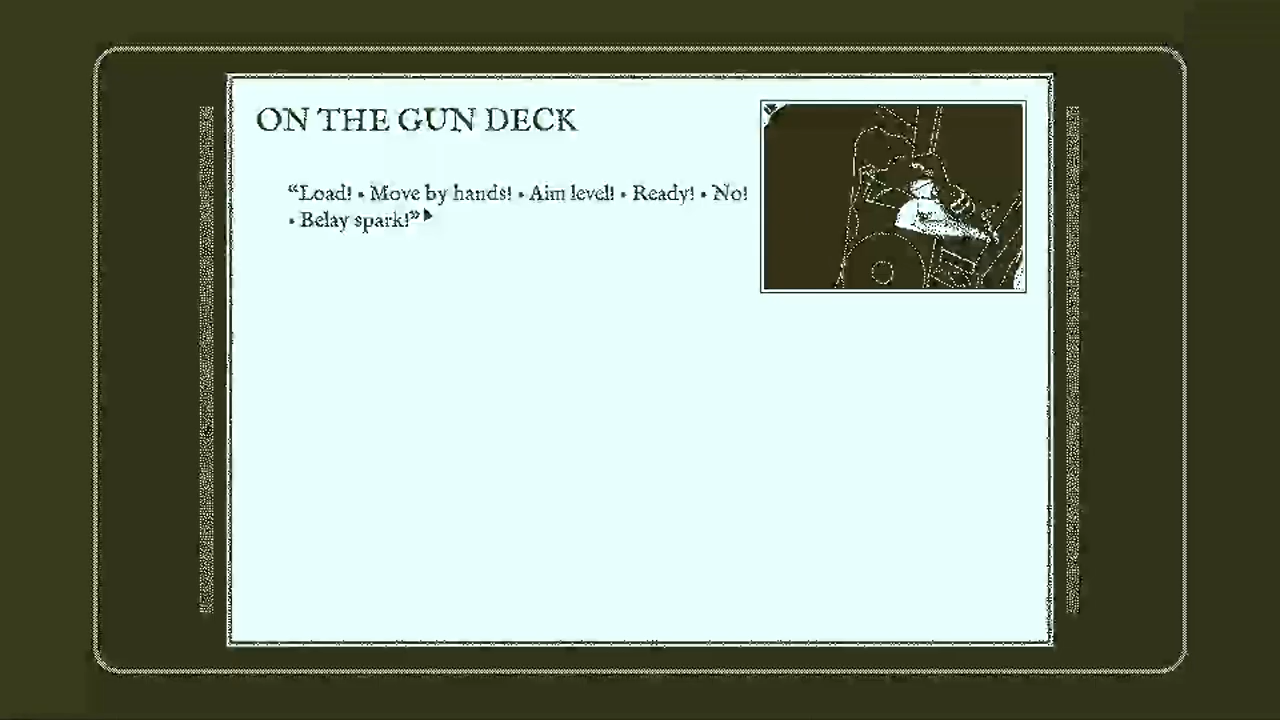 ON THE GUN DECK
“Load! • Move by hands! • Aim level! • Ready! • No!
• Belay spark!”